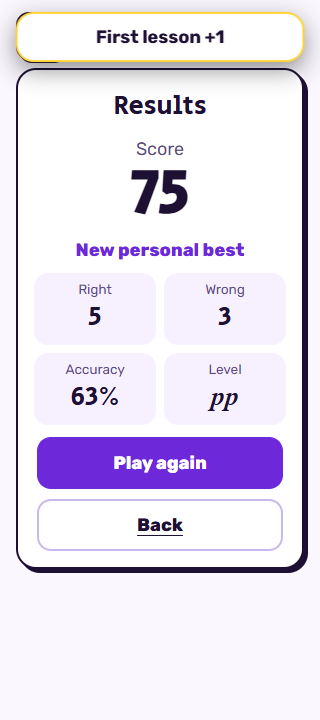 First lesson +1
Results
Score
75
New personal best
Right
5
Wrong
3
Accuracy
63%
Level
pp
Play again
Back